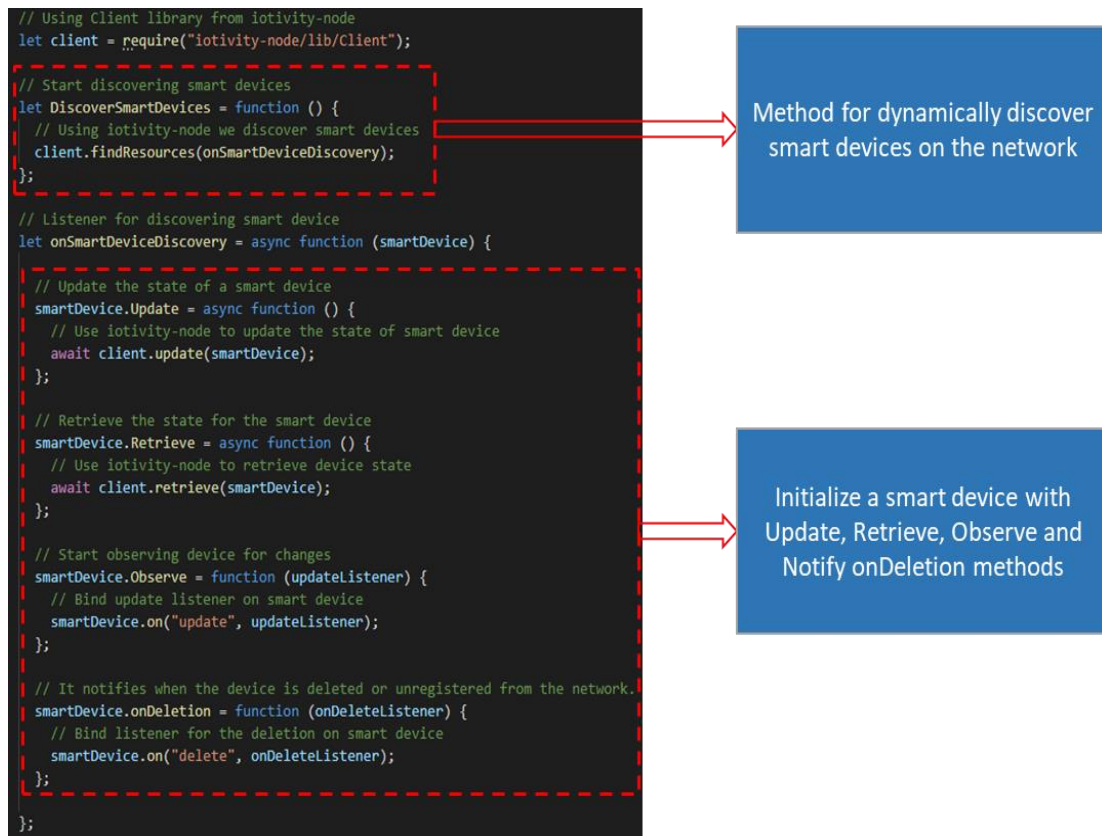 // Using Client library from iotivity-node
let client = require("iotivity-node/lib/Client");
// Start discovering smart devices
let DiscoverSmartDevices = function () {
// Using iotivity-node we discover smart devices
client.findResources(onSmartDeviceDiscovery);
};
// Listener for discovering smart device
let onSmartDeviceDiscovery = async function (smartDevice) {
// Update the state of a smart device
smartDevice.Update = async function () {
// Use iotivity-node to update the state of smart device
await client.update(smartDevice);
};
// Retrieve the state for the smart device
smartDevice.Retrieve = async function () {
// Use iotivity-node to retrieve device state
await client.retrieve(smartDevice);
};
// Start observing device for changes
smartDevice.Observe = function (updateListener) {
// Bind update listener on smart device
smartDevice.on("update", updateListener);
};
// It notifies when the device is deleted or unregistered from the network.
smartDevice.onDeletion = function (onDeleteListener) {
// Bind listener for the deletion on smart device
smartDevice.on("delete", onDeleteListener);
};
};
Method for dynamically discover
smart devices on the network
Initialize a smart device with
Update, Retrieve, Observe and
Notify onDeletion methods